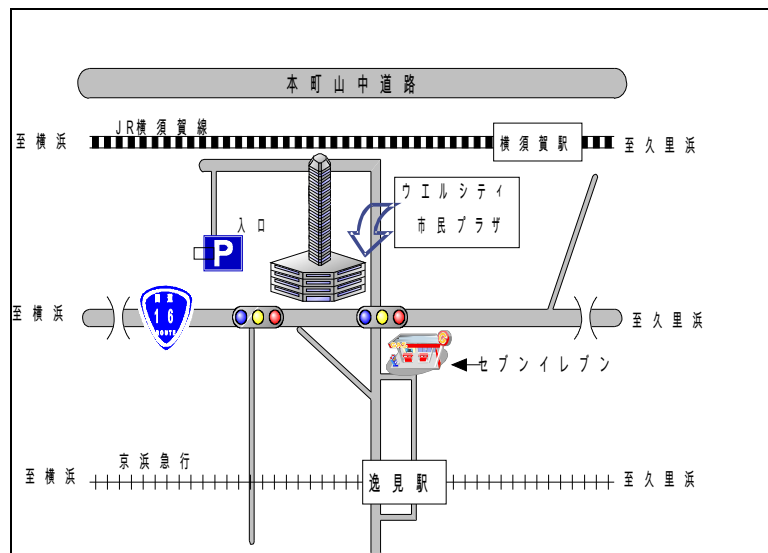 本町山中道路
JR横須賀線
至横浜
横須賀駅
至久里浜
ウエルシティ
市民プラザ
入口
P
国道
16
ROUTE
至横浜
至久里浜
セブンイレブン
京浜急行
至横浜
逸見駅
至久里浜